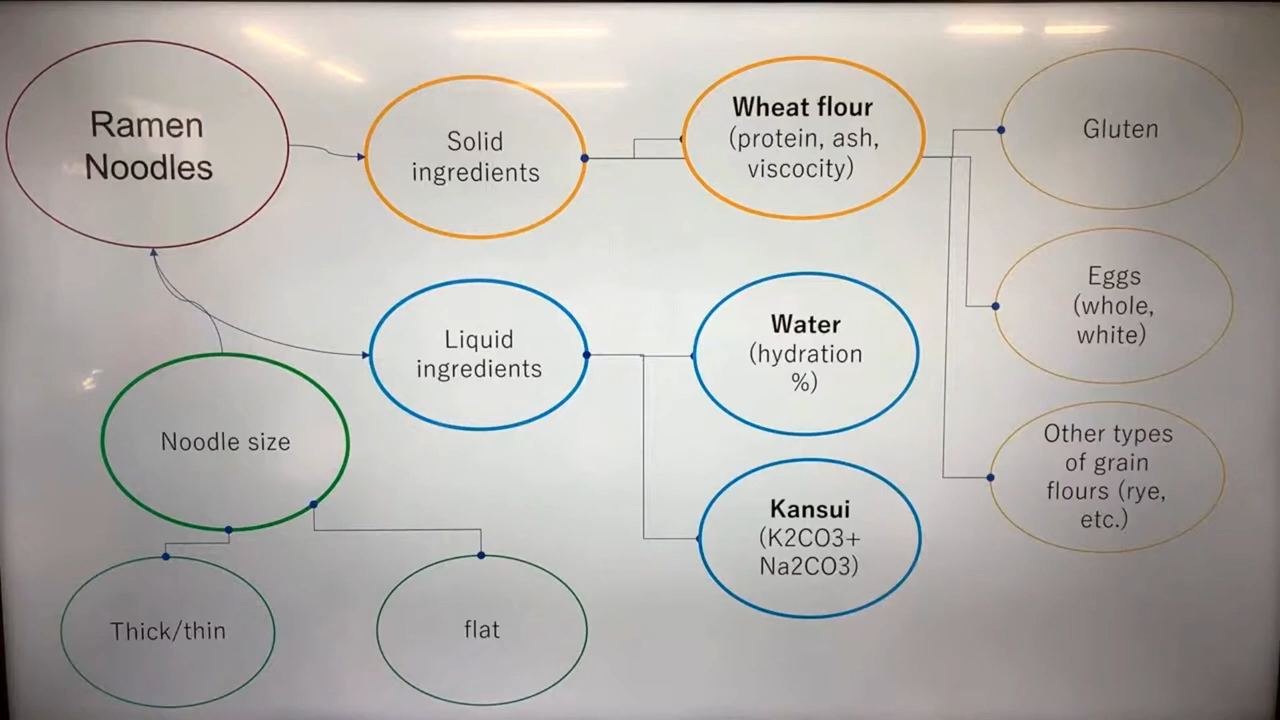 Ramen
Noodles
Solid
ingredients
Wheat flour
(protein, ash,
viscocity)
Gluten
Eggs
(whole,
white)
Other types
of grain
flours (rye,
etc.)
Liquid
ingredients
Water
(hydration
%)
Kansui
(K2CO3+
Na2CO3)
Noodle size
Thick/thin
flat